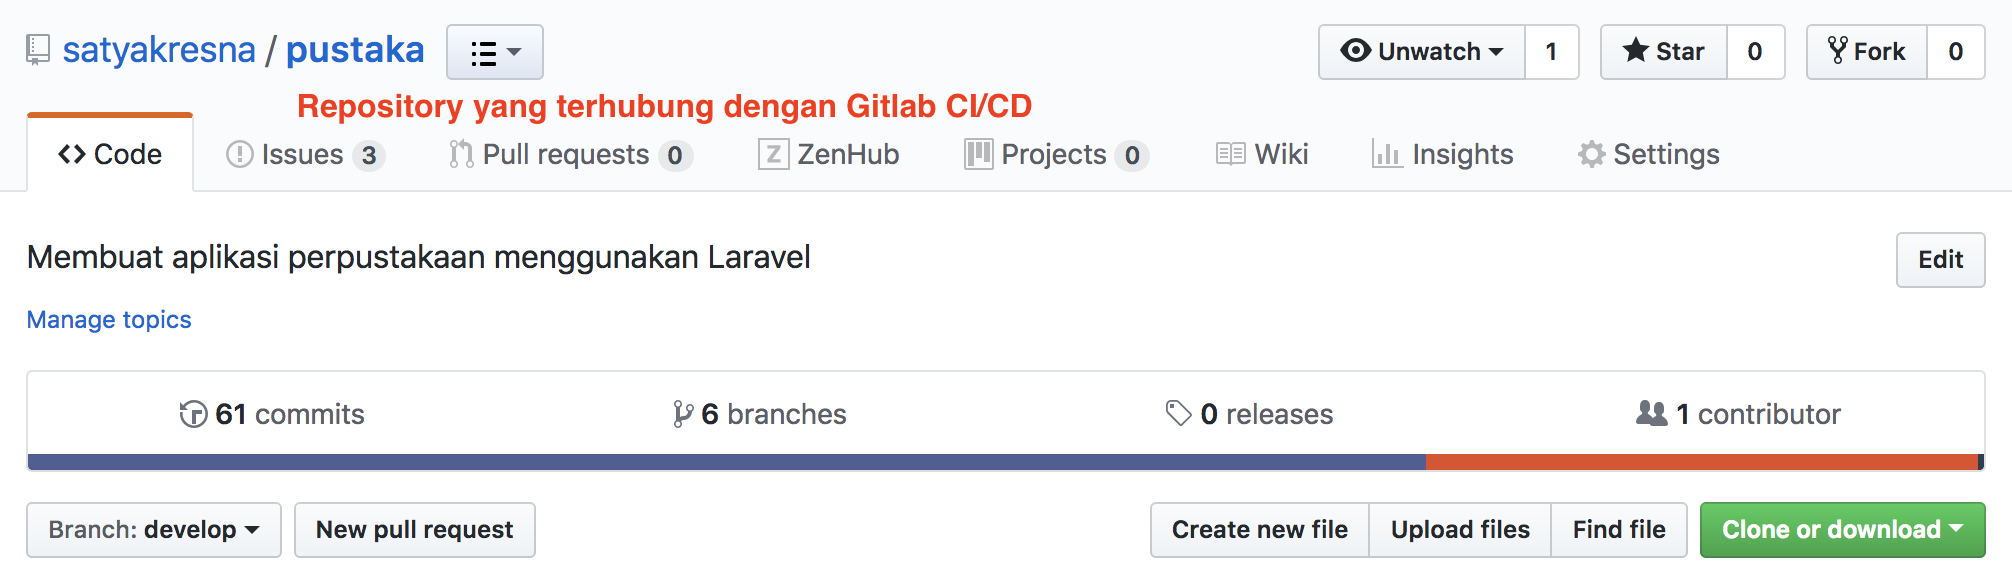 satyakresna / pustaka
Unwatch 1 Star 0 Fork 0
Repository yang terhubung dengan Gitlab CI/CD
Code Issues 3 Pull requests 0 Z ZenHub Projects 0 Wiki Insights Settings
Membuat aplikasi perpustakaan menggunakan Laravel
Edit
Manage topics
61 commits 6 branches 0 releases 1 contributor
Branch: develop New pull request Create new file Upload files Find file Clone or download